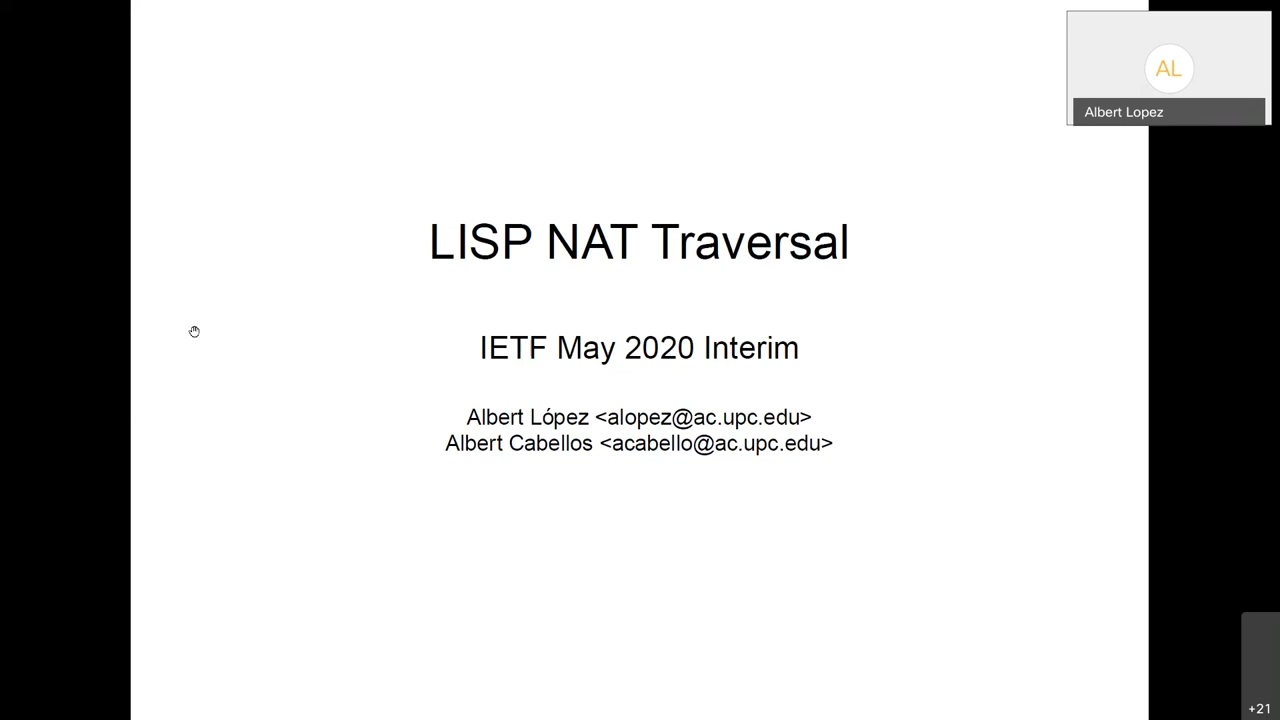 AL
Albert Lopez
LISP NAT Traversal
IETF May 2020 Interim
Albert López <alopez@ac.upc.edu>
Albert Cabellos <acabello@ac.upc.edu>
+21